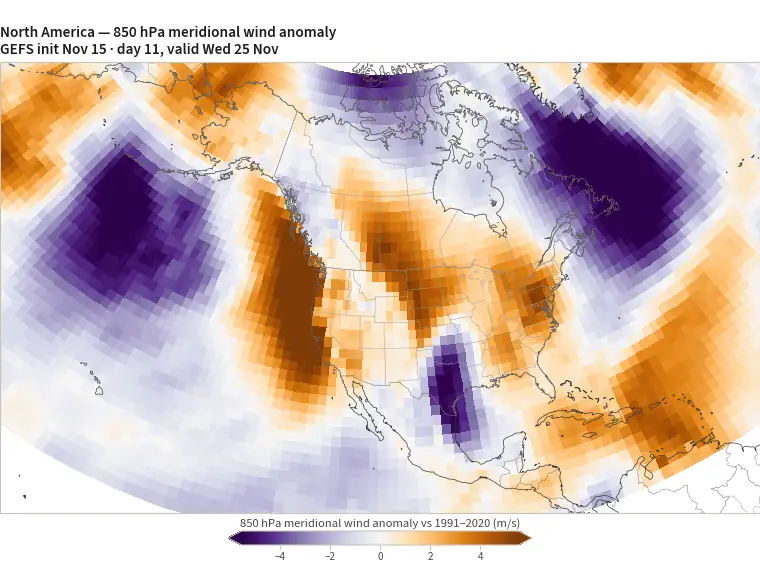 North America — 850 hPa meridional wind anomaly
GEFS init Nov 15 · day 11, valid Wed 25 Nov
850 hPa meridional wind anomaly vs 1991–2020 (m/s)
−4 −2 0 2 4